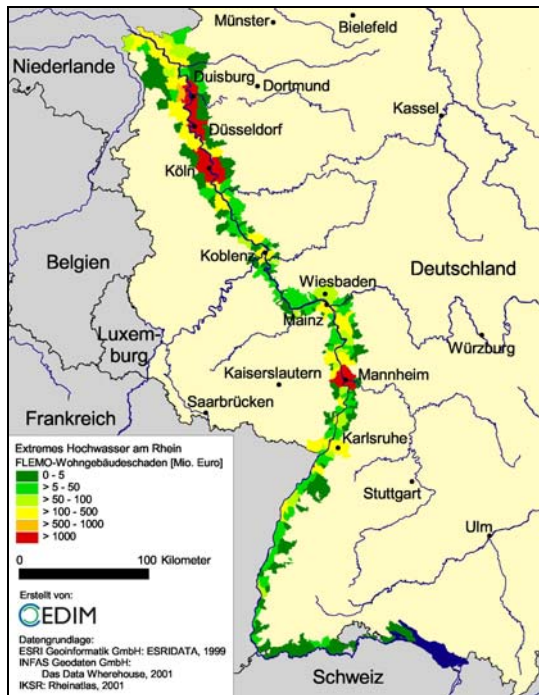 Münster
Bielefeld
Niederlande
Duisburg
Dortmund
Kassel
Düsseldorf
Köln
Belgien
Koblenz
Deutschland
Wiesbaden
Mainz
Luxem-
burg
Würzburg
Kaiserslautern
Mannheim
Saarbrücken
Frankreich
Karlsruhe
Stuttgart
Ulm
Schweiz
Extremes Hochwasser am Rhein
FLEMO-Wohngebäudeschaden [Mio. Euro]
0 - 5
> 5 - 50
> 50 - 100
> 100 - 500
> 500 - 1000
> 1000
0 100 Kilometer
Erstellt von:
CEDIM
Datengrundlage:
ESRI Geoinformatik GmbH: ESRIDATA, 1999
INFAS Geodaten GmbH:
Das Data Wherehouse, 2001
IKSR: Rheinatlas, 2001